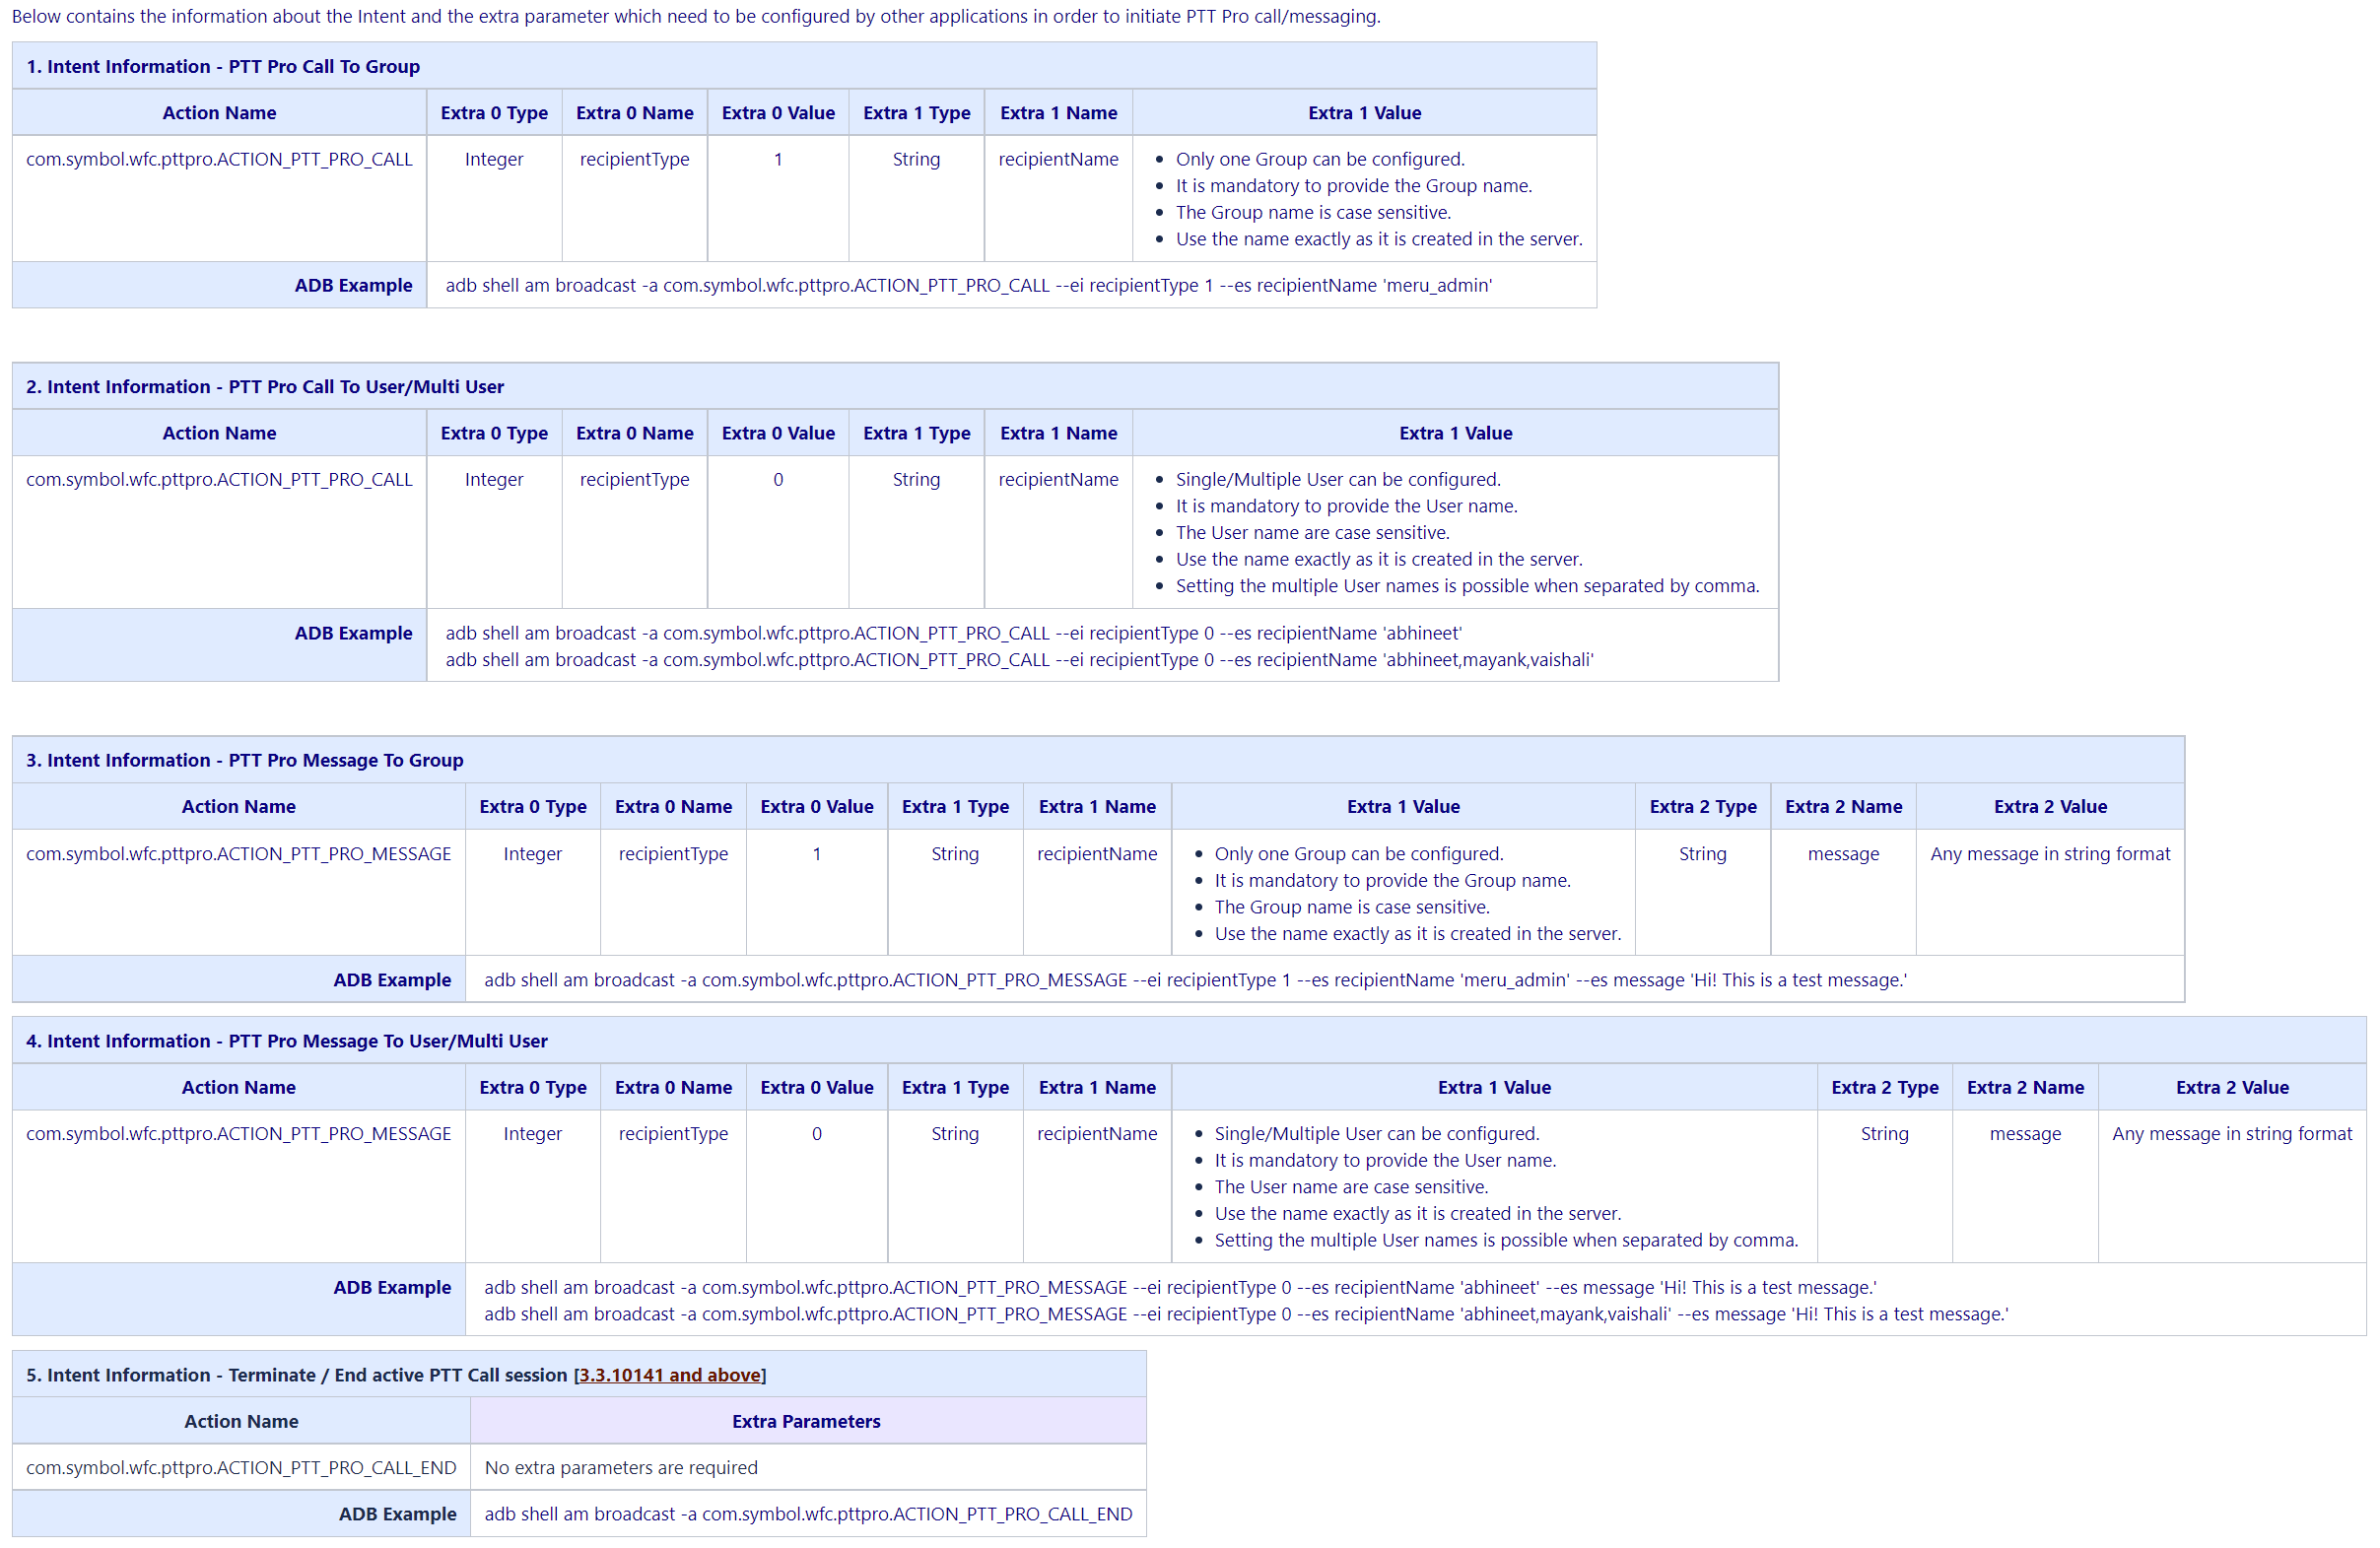 Below contains the information about the Intent and the extra parameter which need to be configured by other applications in order to initiate PTT Pro call/messaging.
1. Intent Information - PTT Pro Call To Group
Action Name Extra 0 Type Extra 0 Name Extra 0 Value Extra 1 Type Extra 1 Name Extra 1 Value
com.symbol.wfc.pttpro.ACTION_PTT_PRO_CALL Integer recipientType 1 String recipientName • Only one Group can be configured.
• It is mandatory to provide the Group name.
• The Group name is case sensitive.
• Use the name exactly as it is created in the server.
ADB Example adb shell am broadcast -a com.symbol.wfc.pttpro.ACTION_PTT_PRO_CALL --ei recipientType 1 --es recipientName 'meru_admin'
2. Intent Information - PTT Pro Call To User/Multi User
Action Name Extra 0 Type Extra 0 Name Extra 0 Value Extra 1 Type Extra 1 Name Extra 1 Value
com.symbol.wfc.pttpro.ACTION_PTT_PRO_CALL Integer recipientType 0 String recipientName • Single/Multiple User can be configured.
• It is mandatory to provide the User name.
• The User name are case sensitive.
• Use the name exactly as it is created in the server.
• Setting the multiple User names is possible when separated by comma.
ADB Example adb shell am broadcast -a com.symbol.wfc.pttpro.ACTION_PTT_PRO_CALL --ei recipientType 0 --es recipientName 'abhineet'
adb shell am broadcast -a com.symbol.wfc.pttpro.ACTION_PTT_PRO_CALL --ei recipientType 0 --es recipientName 'abhineet,mayank,vaishali'
3. Intent Information - PTT Pro Message To Group
Action Name Extra 0 Type Extra 0 Name Extra 0 Value Extra 1 Type Extra 1 Name Extra 1 Value Extra 2 Type Extra 2 Name Extra 2 Value
com.symbol.wfc.pttpro.ACTION_PTT_PRO_MESSAGE Integer recipientType 1 String recipientName • Only one Group can be configured. String message Any message in string format
• It is mandatory to provide the Group name.
• The Group name is case sensitive.
• Use the name exactly as it is created in the server.
ADB Example adb shell am broadcast -a com.symbol.wfc.pttpro.ACTION_PTT_PRO_MESSAGE --ei recipientType 1 --es recipientName 'meru_admin' --es message 'Hi! This is a test message.'
4. Intent Information - PTT Pro Message To User/Multi User
Action Name Extra 0 Type Extra 0 Name Extra 0 Value Extra 1 Type Extra 1 Name Extra 1 Value Extra 2 Type Extra 2 Name Extra 2 Value
com.symbol.wfc.pttpro.ACTION_PTT_PRO_MESSAGE Integer recipientType 0 String recipientName • Single/Multiple User can be configured. String message Any message in string format
• It is mandatory to provide the User name.
• The User name are case sensitive.
• Use the name exactly as it is created in the server.
• Setting the multiple User names is possible when separated by comma.
ADB Example adb shell am broadcast -a com.symbol.wfc.pttpro.ACTION_PTT_PRO_MESSAGE --ei recipientType 0 --es recipientName 'abhineet' --es message 'Hi! This is a test message.'
adb shell am broadcast -a com.symbol.wfc.pttpro.ACTION_PTT_PRO_MESSAGE --ei recipientType 0 --es recipientName 'abhineet,mayank,vaishali' --es message 'Hi! This is a test message.'
5. Intent Information - Terminate / End active PTT Call session [3.3.10141 and above]
Action Name Extra Parameters
com.symbol.wfc.pttpro.ACTION_PTT_PRO_CALL_END No extra parameters are required
ADB Example adb shell am broadcast -a com.symbol.wfc.pttpro.ACTION_PTT_PRO_CALL_END